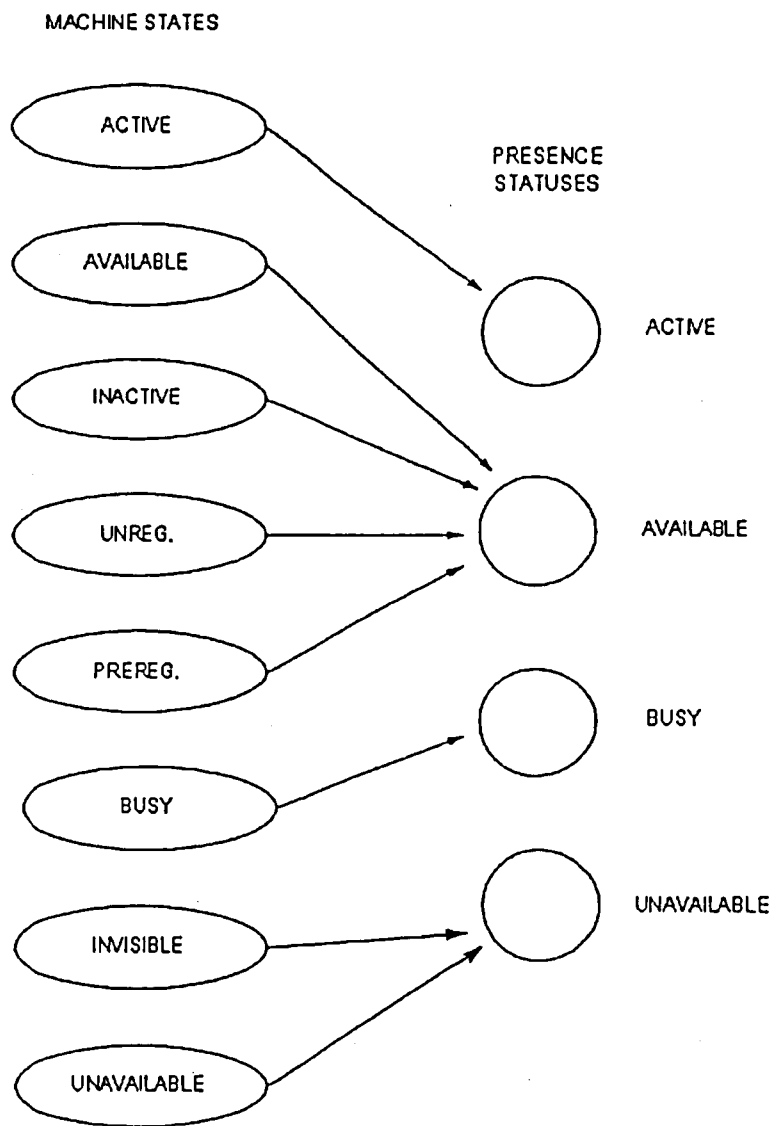 MACHINE STATES
ACTIVE
AVAILABLE
INACTIVE
UNREG.
PREREG.
BUSY
INVISIBLE
UNAVAILABLE
PRESENCE
STATUSES
ACTIVE
AVAILABLE
BUSY
UNAVAILABLE